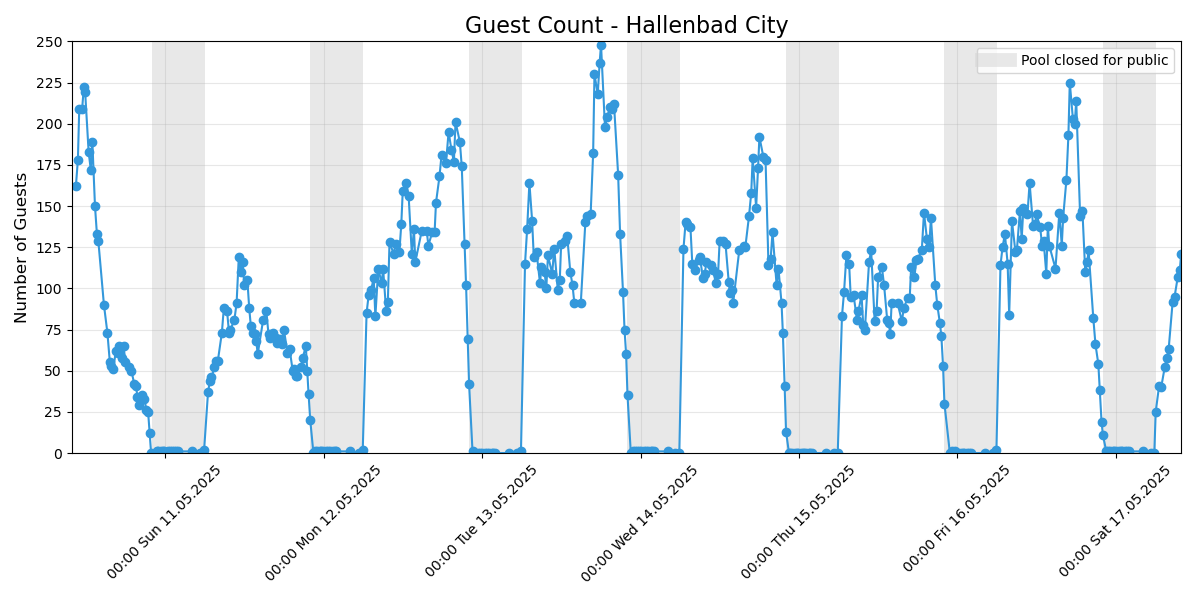 Guest Count - Hallenbad City
Pool closed for public
Number of Guests
250
225
200
175
150
125
100
75
50
25
0
00:00 Sun 11.05.2025
00:00 Mon 12.05.2025
00:00 Tue 13.05.2025
00:00 Wed 14.05.2025
00:00 Thu 15.05.2025
00:00 Fri 16.05.2025
00:00 Sat 17.05.2025